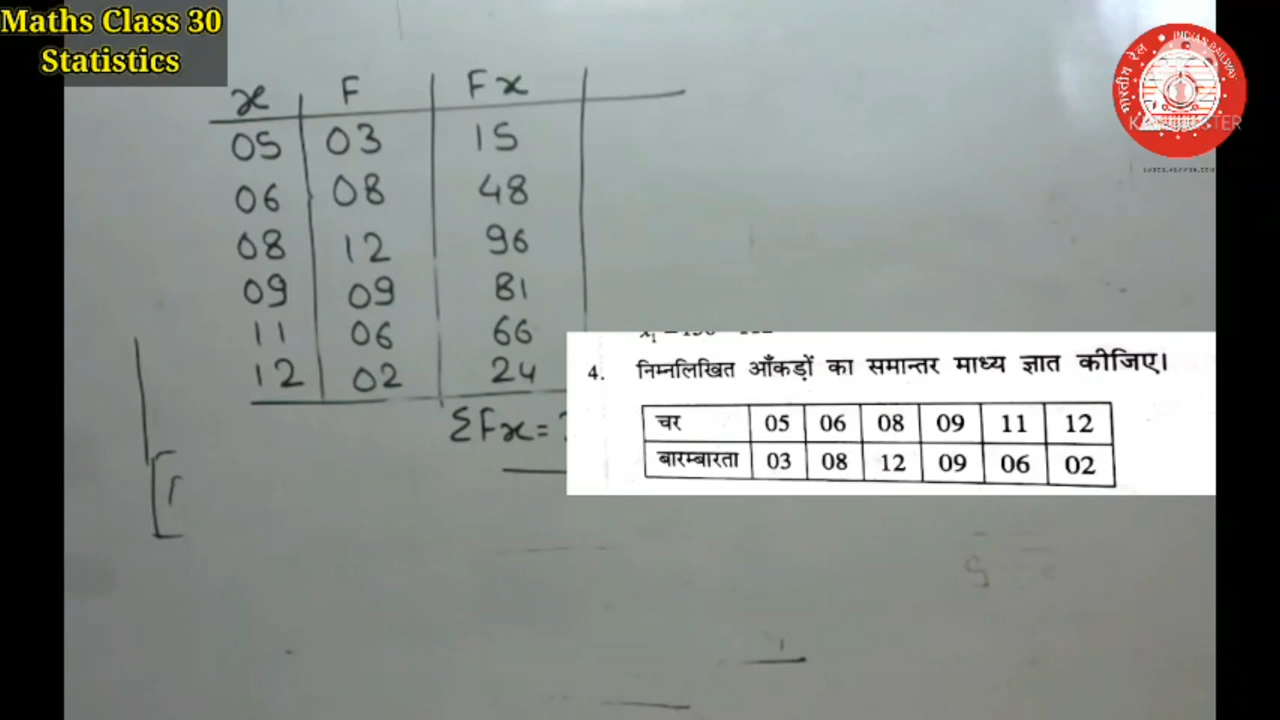 Maths Class 30
Statistics
x F Fx
05 03 15
06 08 48
08 12 96
09 09 81
11 06 66
12 02 24
ΣFx=
4. निम्नलिखित आँकड़ों का समान्तर माध्य ज्ञात कीजिए।
चर 05 06 08 09 11 12
बारम्बारता 03 08 12 09 06 02
भारतीय रेल
INDIAN RAILWAY